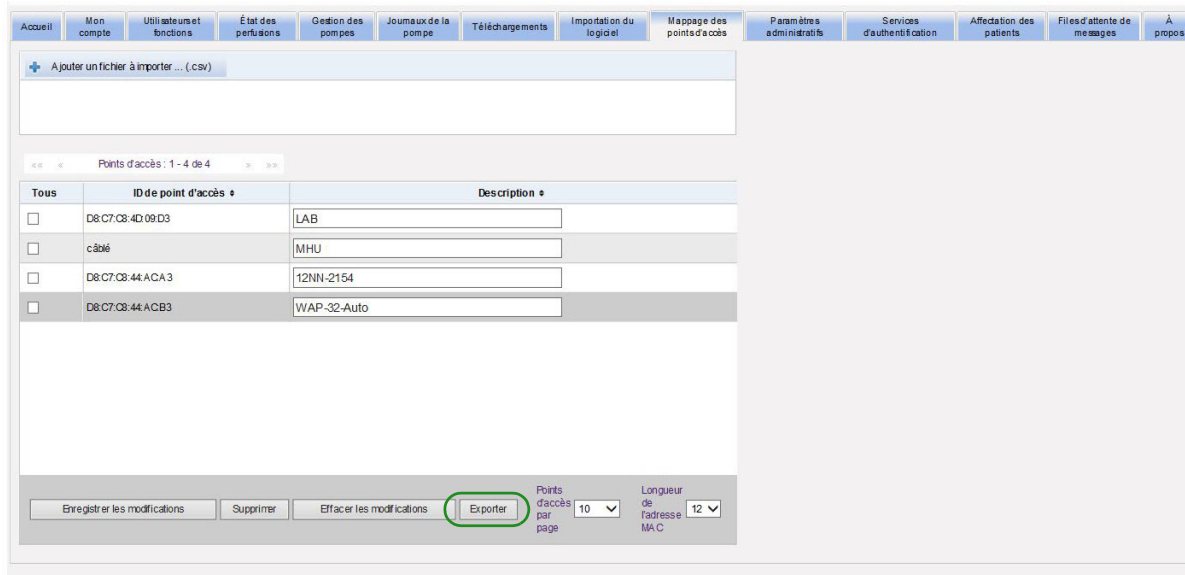 Accueil Mon compte Utilisateurs et fonctions État des perfusions Gestion des pompes Journaux de la pompe Téléchargements Importation du logiciel Mappage des points d'accès Paramètres administratifs Services d'authentification Affectation des patients Files d'attente de messages À propos
Ajouter un fichier à importer ... (.csv)
<< < Points d'accès : 1 - 4 de 4 > >>
Tous ID de point d'accès Description
D8:C7:C8:4D:09:D3 LAB
câblé MHU
D8:C7:C8:44:AC:A3 12NN-2154
D8:C7:C8:44:AC:B3 WAP-32-Auto
Enregistrer les modifications Supprimer Effacer les modifications Exporter Points d'accès par page 10 Longueur de l'adresse MAC 12